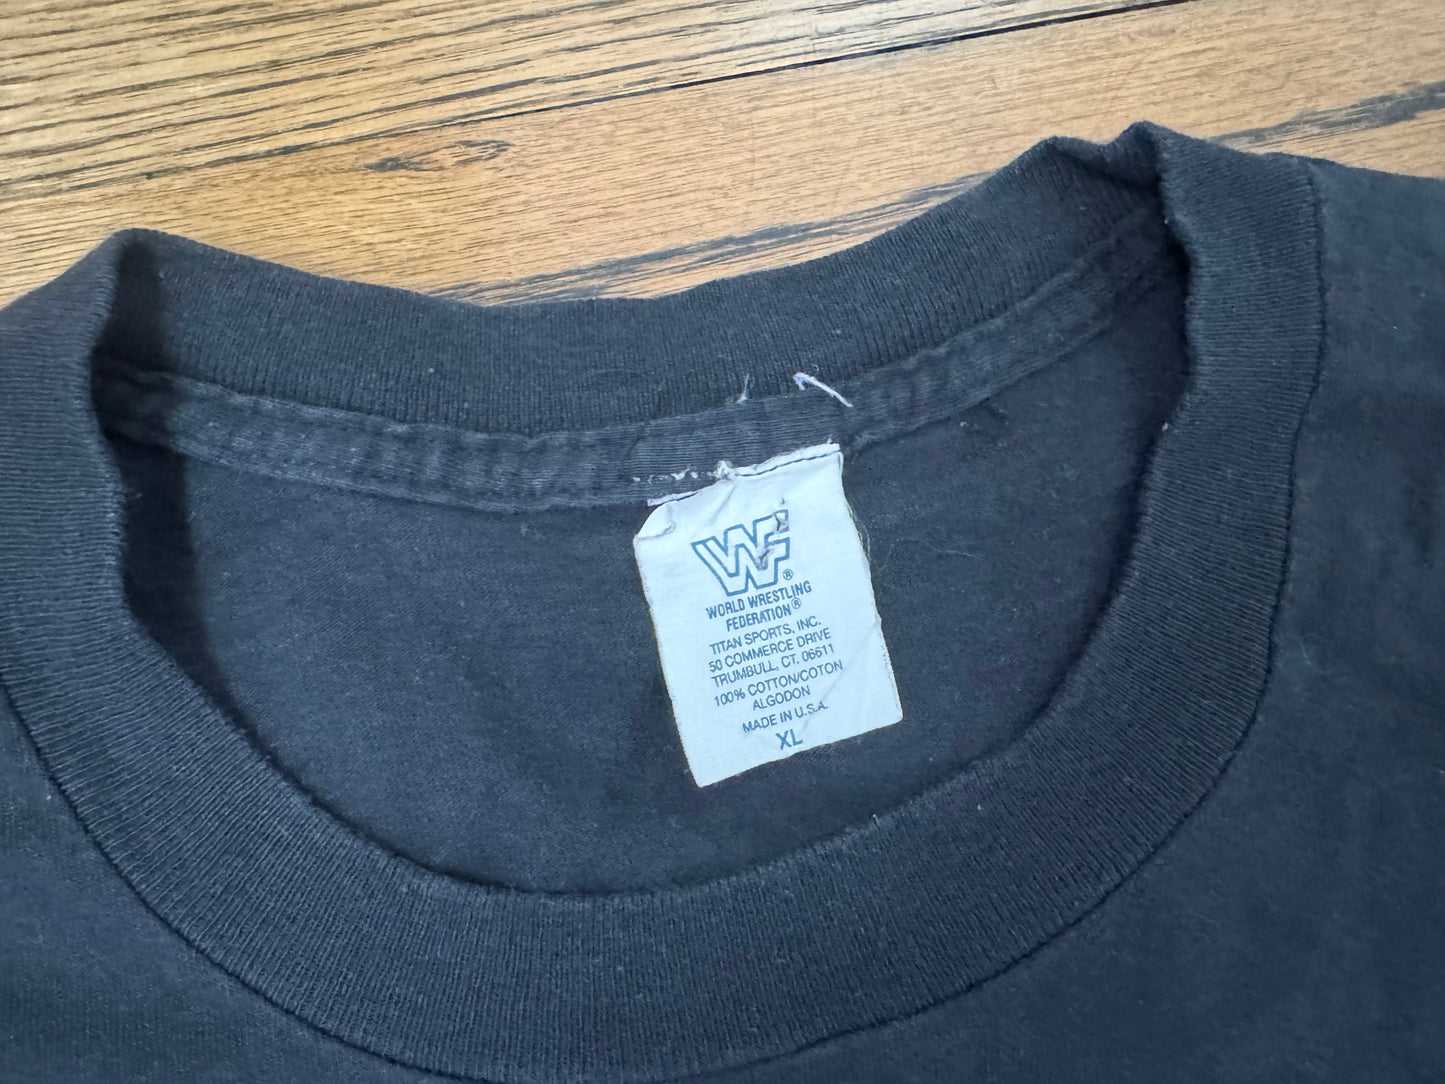 WF®
WORLD WRESTLING
FEDERATION®
TITAN SPORTS, INC.
50 COMMERCE DRIVE
TRUMBULL, CT. 06611
100% COTTON/COTON
ALGODON
MADE IN U.S.A.
XL